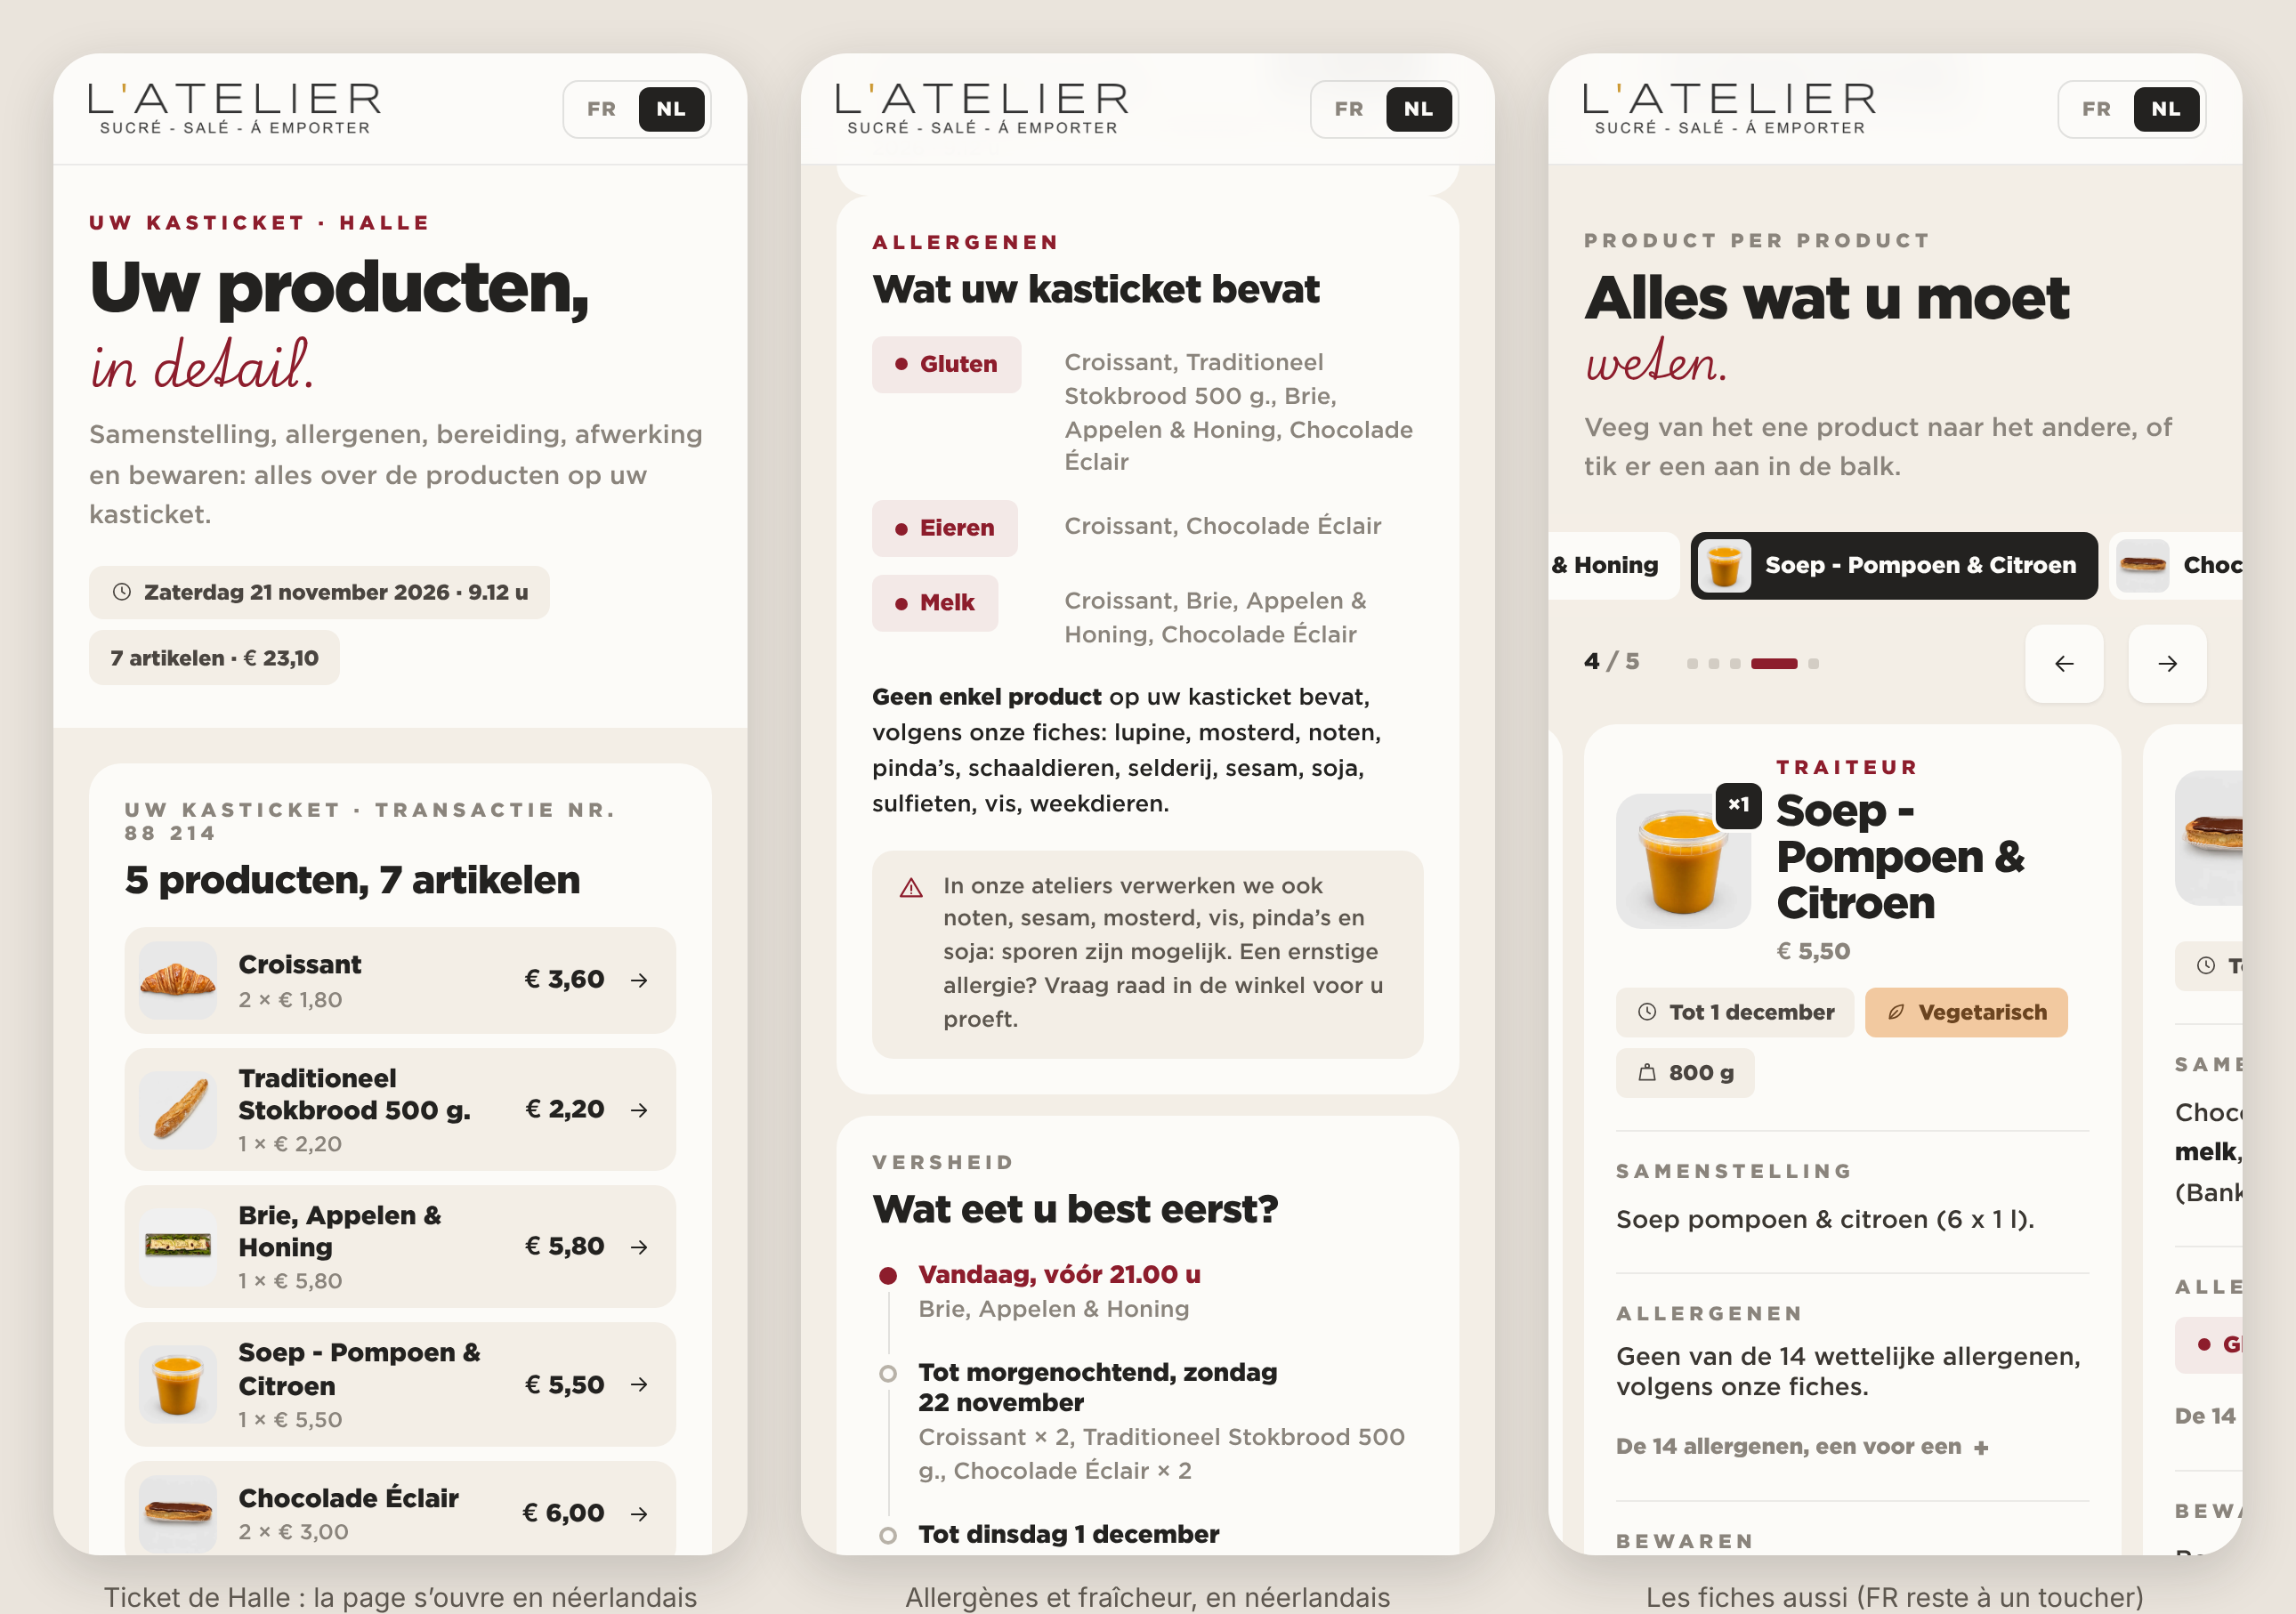 L'ATELIER
SUCRÉ - SALÉ - Á EMPORTER
FR NL
UW KASTICKET · HALLE
Uw producten,
in detail.
Samenstelling, allergenen, bereiding, afwerking
en bewaren: alles over de producten op uw
kasticket.
Zaterdag 21 november 2026 · 9.12 u
7 artikelen · € 23,10
UW KASTICKET · TRANSACTIE NR.
88 214
5 producten, 7 artikelen
Croissant
2 × € 1,80
€ 3,60 →
Traditioneel
Stokbrood 500 g.
1 × € 2,20
€ 2,20 →
Brie, Appelen &
Honing
1 × € 5,80
€ 5,80 →
Soep - Pompoen &
Citroen
1 × € 5,50
€ 5,50 →
Chocolade Éclair
2 × € 3,00
€ 6,00 →
Ticket de Halle : la page s’ouvre en néerlandais
L'ATELIER
SUCRÉ - SALÉ - Á EMPORTER
FR NL
ALLERGENEN
Wat uw kasticket bevat
Gluten
Croissant, Traditioneel
Stokbrood 500 g., Brie,
Appelen & Honing, Chocolade
Éclair
Eieren
Croissant, Chocolade Éclair
Melk
Croissant, Brie, Appelen &
Honing, Chocolade Éclair
Geen enkel product op uw kasticket bevat,
volgens onze fiches: lupine, mosterd, noten,
pinda’s, schaaldieren, selderij, sesam, soja,
sulfieten, vis, weekdieren.
In onze ateliers verwerken we ook
noten, sesam, mosterd, vis, pinda’s en
soja: sporen zijn mogelijk. Een ernstige
allergie? Vraag raad in de winkel voor u
proeft.
VERSHEID
Wat eet u best eerst?
Vandaag, vóór 21.00 u
Brie, Appelen & Honing
Tot morgenochtend, zondag
22 november
Croissant × 2, Traditioneel Stokbrood 500
g., Chocolade Éclair × 2
Tot dinsdag 1 december
Allergènes et fraîcheur, en néerlandais
L'ATELIER
SUCRÉ - SALÉ - Á EMPORTER
FR NL
PRODUCT PER PRODUCT
Alles wat u moet
weten.
Veeg van het ene product naar het andere, of
tik er een aan in de balk.
& Honing
Soep - Pompoen & Citroen
Choc
4 / 5
← →
TRAITEUR
×1
Soep -
Pompoen &
Citroen
€ 5,50
Tot 1 december
Vegetarisch
800 g
SAMENSTELLING
Soep pompoen & citroen (6 x 1 l).
ALLERGENEN
Geen van de 14 wettelijke allergenen,
volgens onze fiches.
De 14 allergenen, een voor een +
BEWAREN
SAME
Choc
melk,
(Bank
ALLE
De 14
BEWA
Les fiches aussi (FR reste à un toucher)